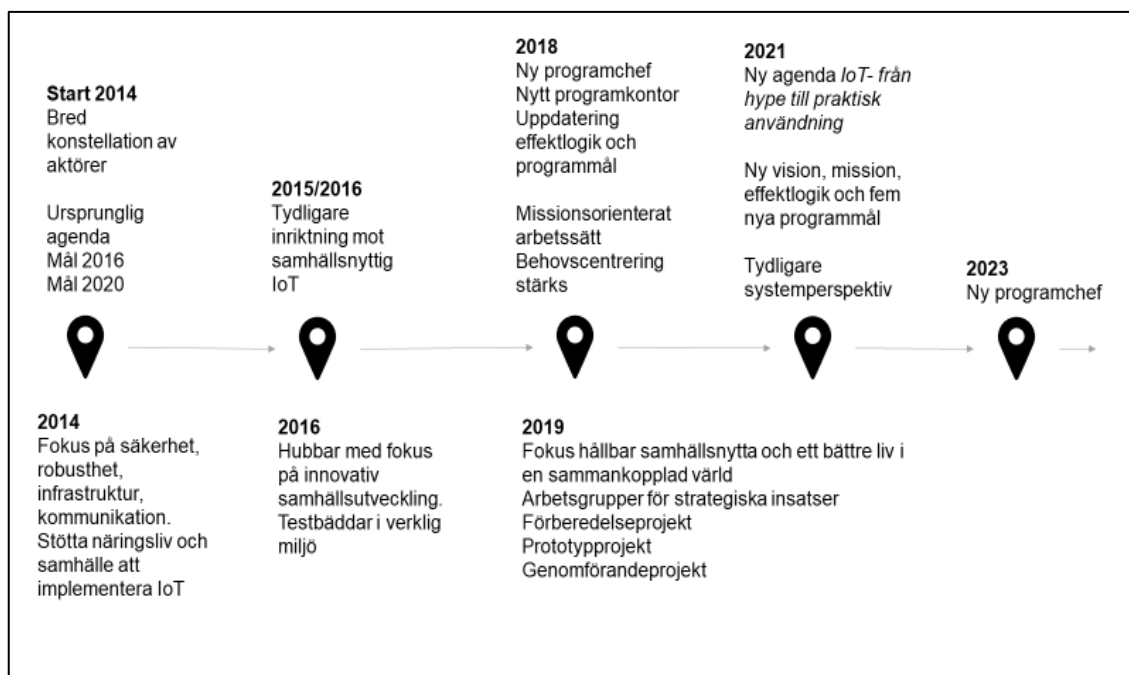 Start 2014
Bred
konstellation av
aktörer
Ursprunglig
agenda
Mål 2016
Mål 2020
2015/2016
Tydligare
inriktning mot
samhällsnyttig
IoT
2018
Ny programchef
Nytt programkontor
Uppdatering
effektlogik och
programmål
Missionsorienterat
arbetssätt
Behovscentrering
stärks
2021
Ny agenda IoT- från
hype till praktisk
användning
Ny vision, mission,
effektlogik och fem
nya programmål
Tydligare
systemperspektiv
2023
Ny programchef
2014
Fokus på säkerhet,
robusthet,
infrastruktur,
kommunikation.
Stötta näringsliv och
samhälle att
implementera IoT
2016
Hubbar med fokus
på innovativ
samhällsutveckling.
Testbäddar i verklig
miljö
2019
Fokus hållbar samhällsnytta och ett bättre liv i
en sammankopplad värld
Arbetsgrupper för strategiska insatser
Förberedelseprojekt
Prototypprojekt
Genomförandeprojekt